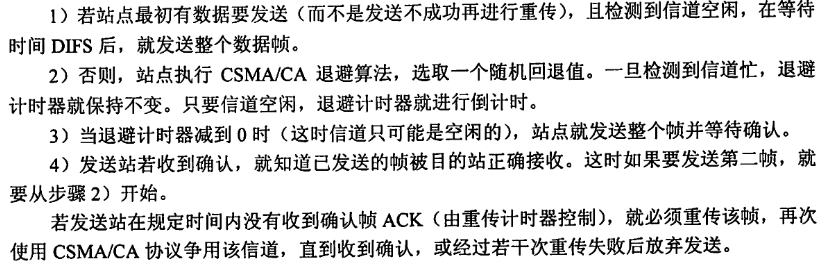 1）若站点最初有数据要发送（而不是发送不成功再进行重传），且检测到信道空闲，在等待
时间 DIFS 后，就发送整个数据帧。
2）否则，站点执行 CSMA/CA 退避算法，选取一个随机回退值。一旦检测到信道忙，退避
计时器就保持不变。只要信道空闲，退避计时器就进行倒计时。
3）当退避计时器减到 0 时（这时信道只可能是空闲的），站点就发送整个帧并等待确认。
4）发送站若收到确认，就知道已发送的帧被目的站正确接收。这时如果要发送第二帧，就
要从步骤 2）开始。
若发送站在规定时间内没有收到确认帧 ACK（由重传计时器控制），就必须重传该帧，再次
使用 CSMA/CA 协议争用该信道，直到收到确认，或经过若干次重传失败后放弃发送。